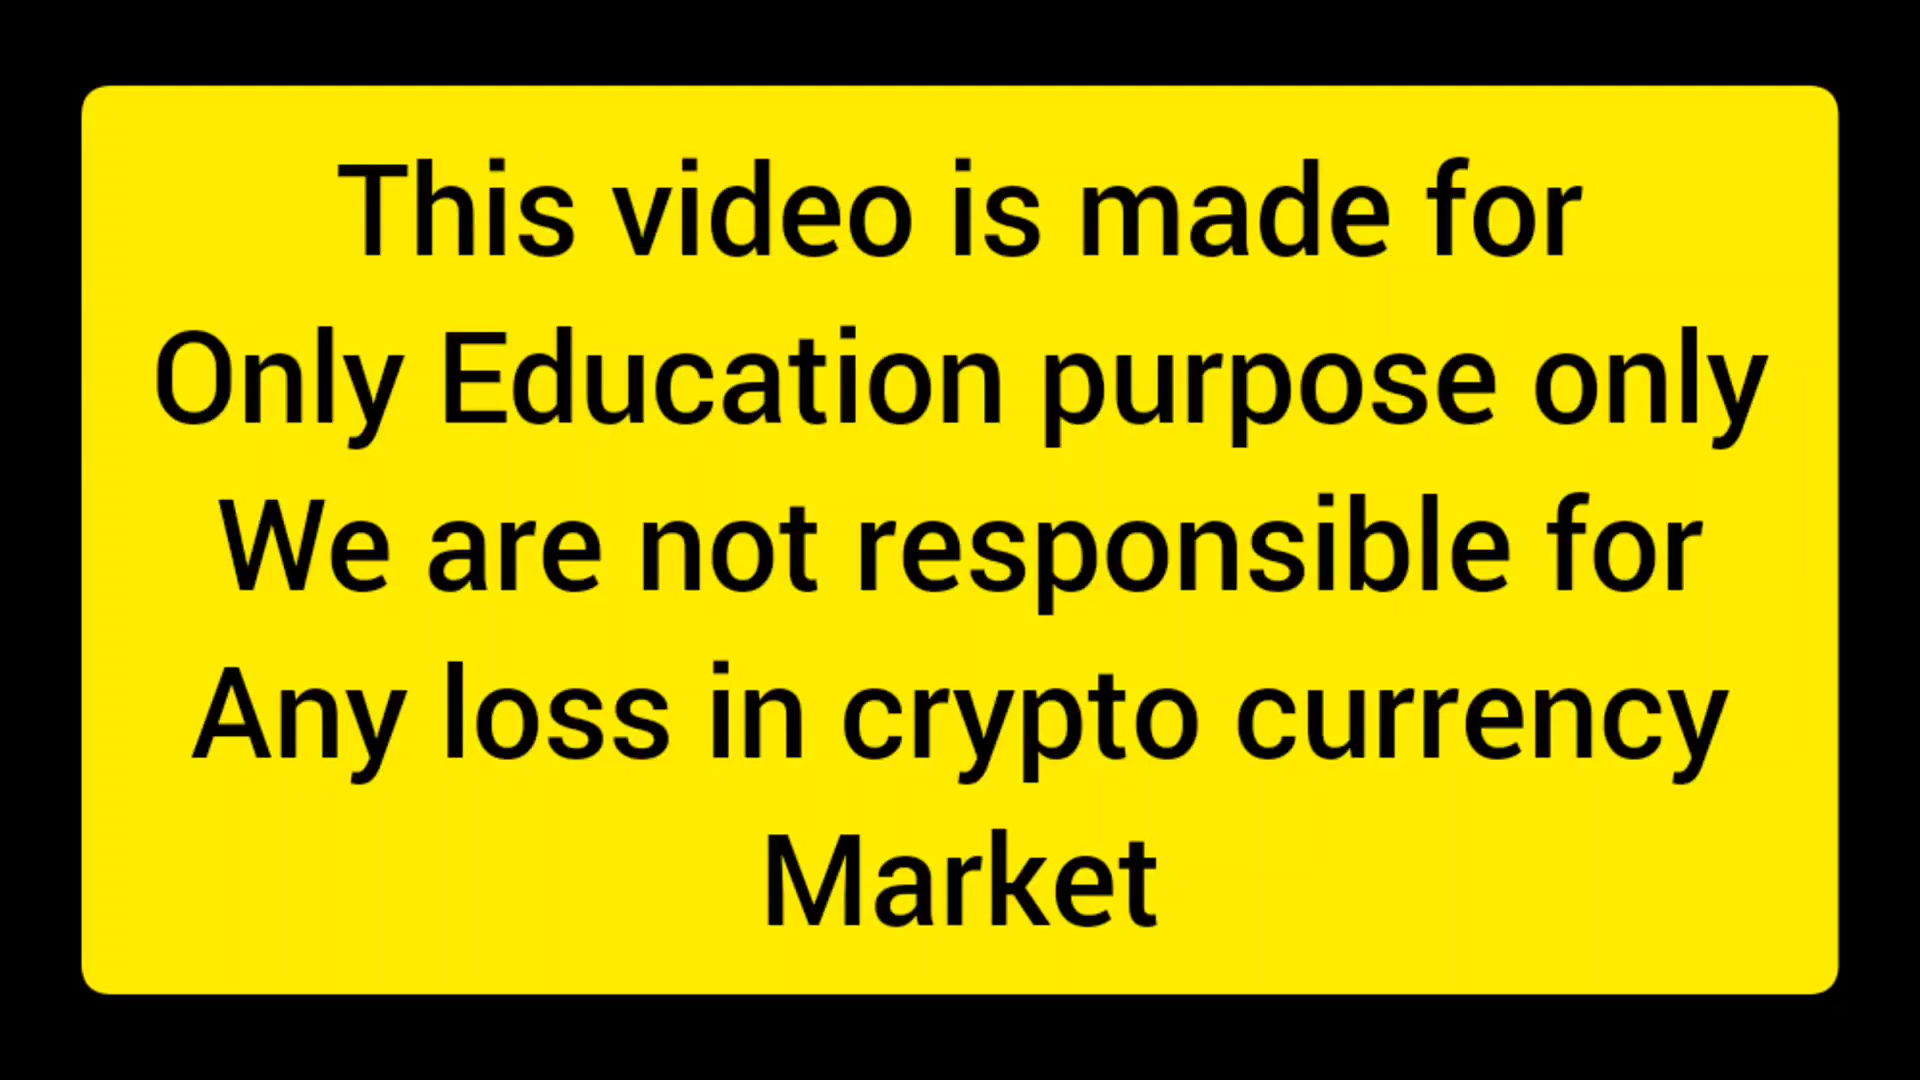 This video is made for
Only Education purpose only
We are not responsible for
Any loss in crypto currency
Market